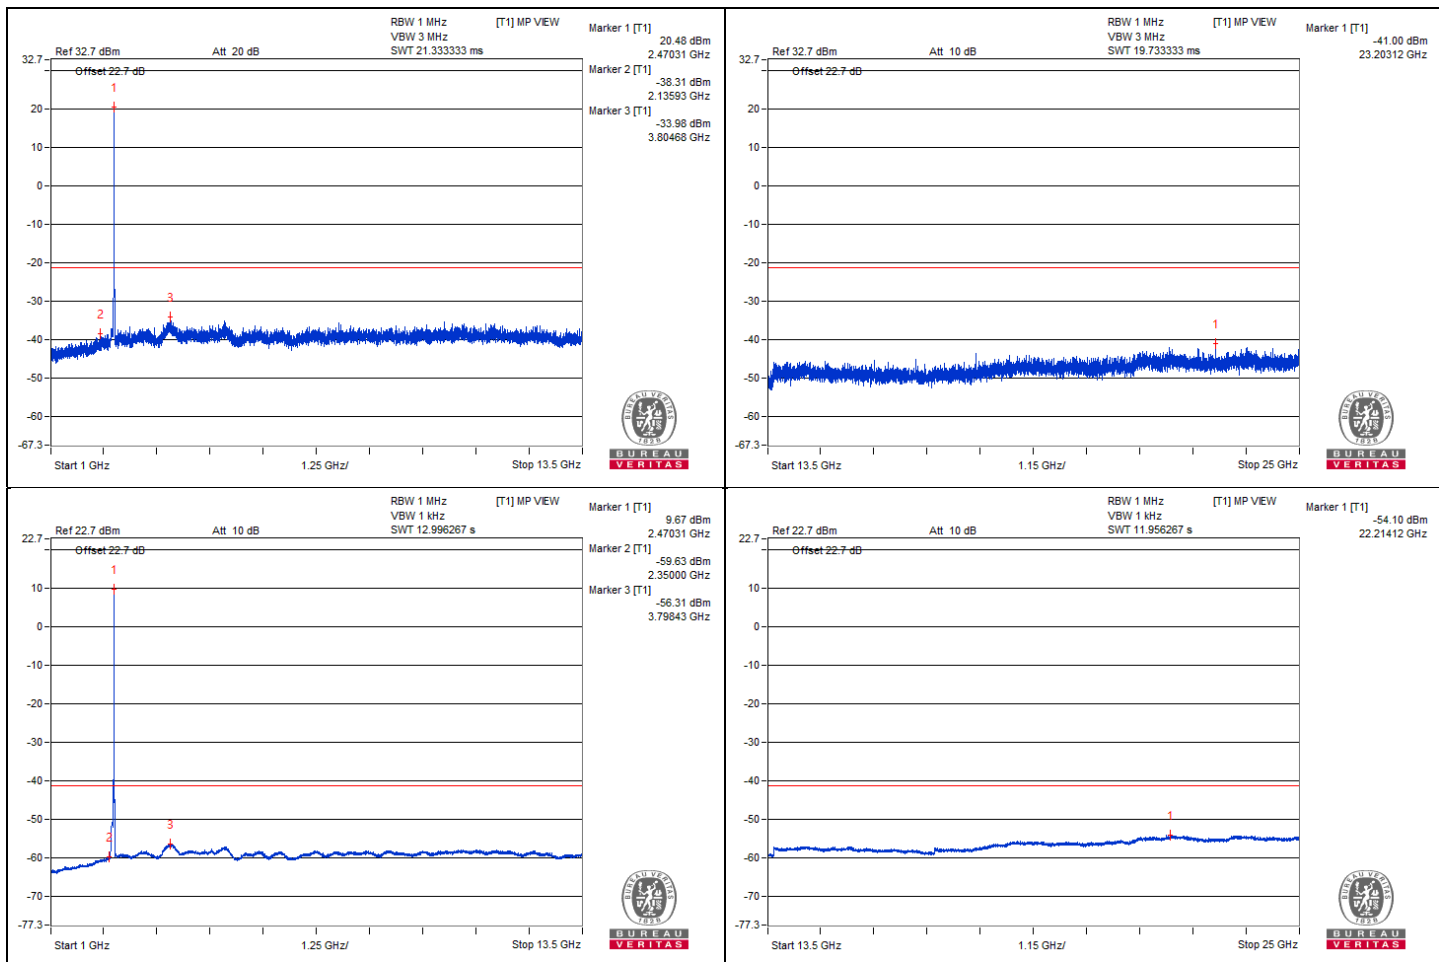 RBW 1 MHz [T1] MP VIEW
VBW 3 MHz
Ref 32.7 dBm Att 20 dB SWT 21.333333 ms
Marker 1 [T1]
20.48 dBm
2.47031 GHz
Marker 2 [T1]
-38.31 dBm
2.13593 GHz
Marker 3 [T1]
-33.98 dBm
3.80468 GHz
32.7
Offset 22.7 dB
1
20
10
0
-10
-20
-30
2
3
-40
-50
-60
-67.3
Start 1 GHz 1.25 GHz/ Stop 13.5 GHz
BUREAU VERITAS
1828
BUREAU
VERITAS
RBW 1 MHz [T1] MP VIEW
VBW 3 MHz
Ref 32.7 dBm Att 10 dB SWT 19.733333 ms
Marker 1 [T1]
-41.00 dBm
23.20312 GHz
32.7
Offset 22.7 dB
20
10
0
-10
-20
-30
1
-40
-50
-60
-67.3
Start 13.5 GHz 1.15 GHz/ Stop 25 GHz
BUREAU VERITAS
1828
BUREAU
VERITAS
RBW 1 MHz [T1] MP VIEW
VBW 1 kHz
Ref 22.7 dBm Att 10 dB SWT 12.996267 s
Marker 1 [T1]
9.67 dBm
2.47031 GHz
Marker 2 [T1]
-59.63 dBm
2.35000 GHz
Marker 3 [T1]
-56.31 dBm
3.79843 GHz
22.7
Offset 22.7 dB
1
10
0
-10
-20
-30
-40
-50
2
3
-60
-70
-77.3
Start 1 GHz 1.25 GHz/ Stop 13.5 GHz
BUREAU VERITAS
1828
BUREAU
VERITAS
RBW 1 MHz [T1] MP VIEW
VBW 1 kHz
Ref 22.7 dBm Att 10 dB SWT 11.956267 s
Marker 1 [T1]
-54.10 dBm
22.21412 GHz
22.7
Offset 22.7 dB
10
0
-10
-20
-30
-40
-50
1
-60
-70
-77.3
Start 13.5 GHz 1.15 GHz/ Stop 25 GHz
BUREAU VERITAS
1828
BUREAU
VERITAS